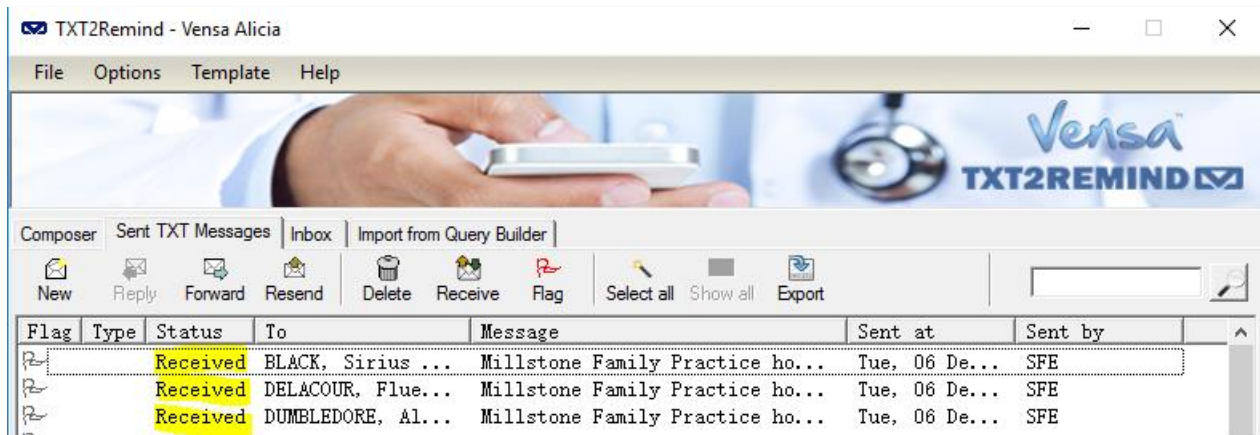 TXT2Remind - Vensa Alicia
File Options Template Help
Vensa™
TXT2REMIND
Composer Sent TXT Messages Inbox Import from Query Builder
New Reply Forward Resend Delete Receive Flag Select all Show all Export
Flag Type Status To Message Sent at Sent by
Received BLACK, Sirius ... Millstone Family Practice ho... Tue, 06 De... SFE
Received DELACOUR, Flue... Millstone Family Practice ho... Tue, 06 De... SFE
Received DUMBLEDORE, Al... Millstone Family Practice ho... Tue, 06 De... SFE